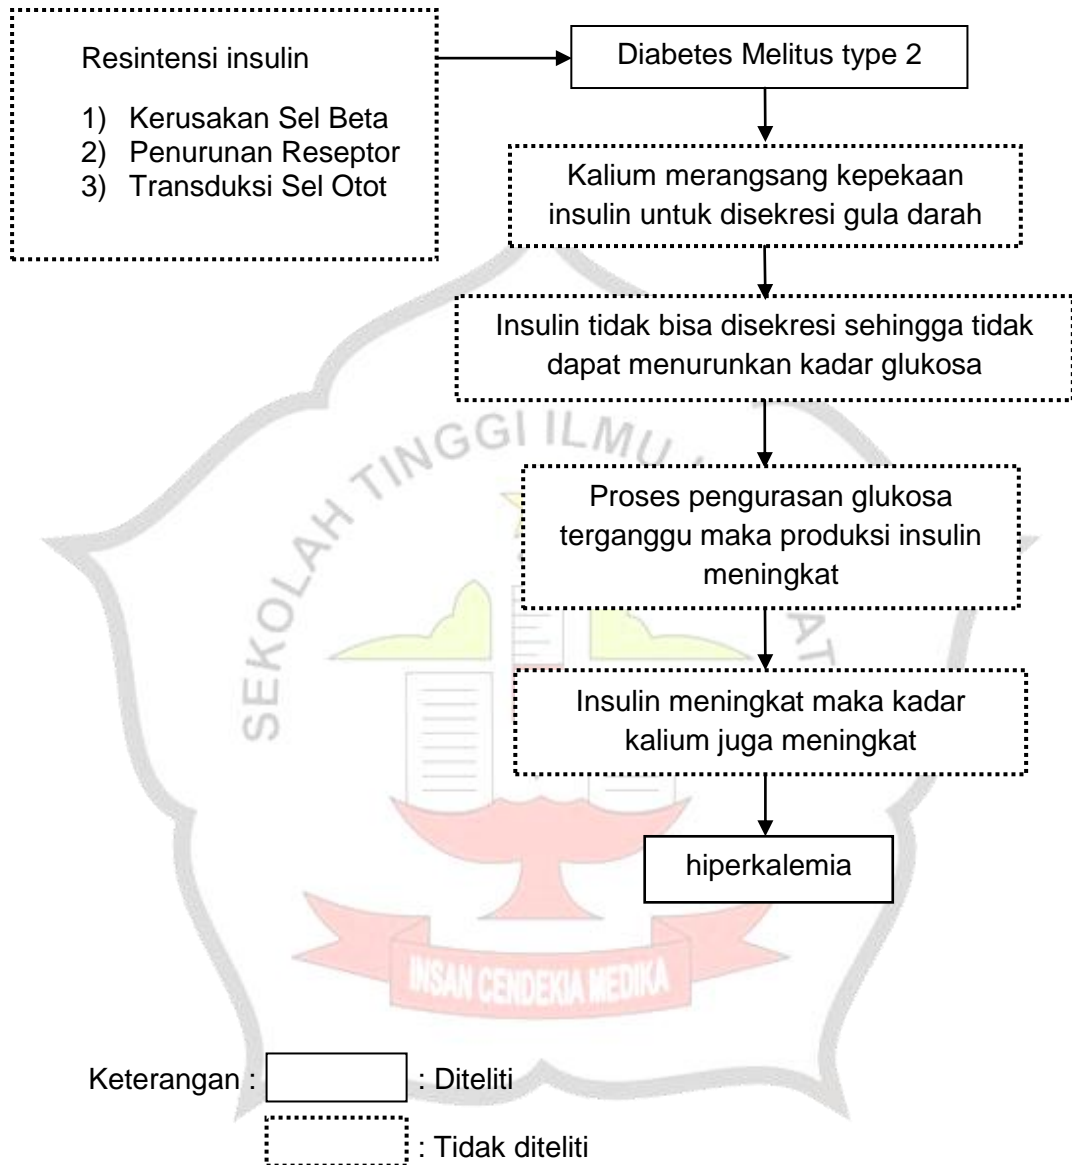 Resintensi insulin
1) Kerusakan Sel Beta
2) Penurunan Reseptor
3) Transduksi Sel Otot
Diabetes Melitus type 2
Kalium merangsang kepekaan
insulin untuk disekresi gula darah
Insulin tidak bisa disekresi sehingga tidak
dapat menurunkan kadar glukosa
Proses pengurasan glukosa
terganggu maka produksi insulin
meningkat
Insulin meningkat maka kadar
kalium juga meningkat
hiperkalemia
SEKOLAH TINGGI ILMU
INSAN CENDEKIA MEDIKA
Keterangan : : Diteliti
: Tidak diteliti